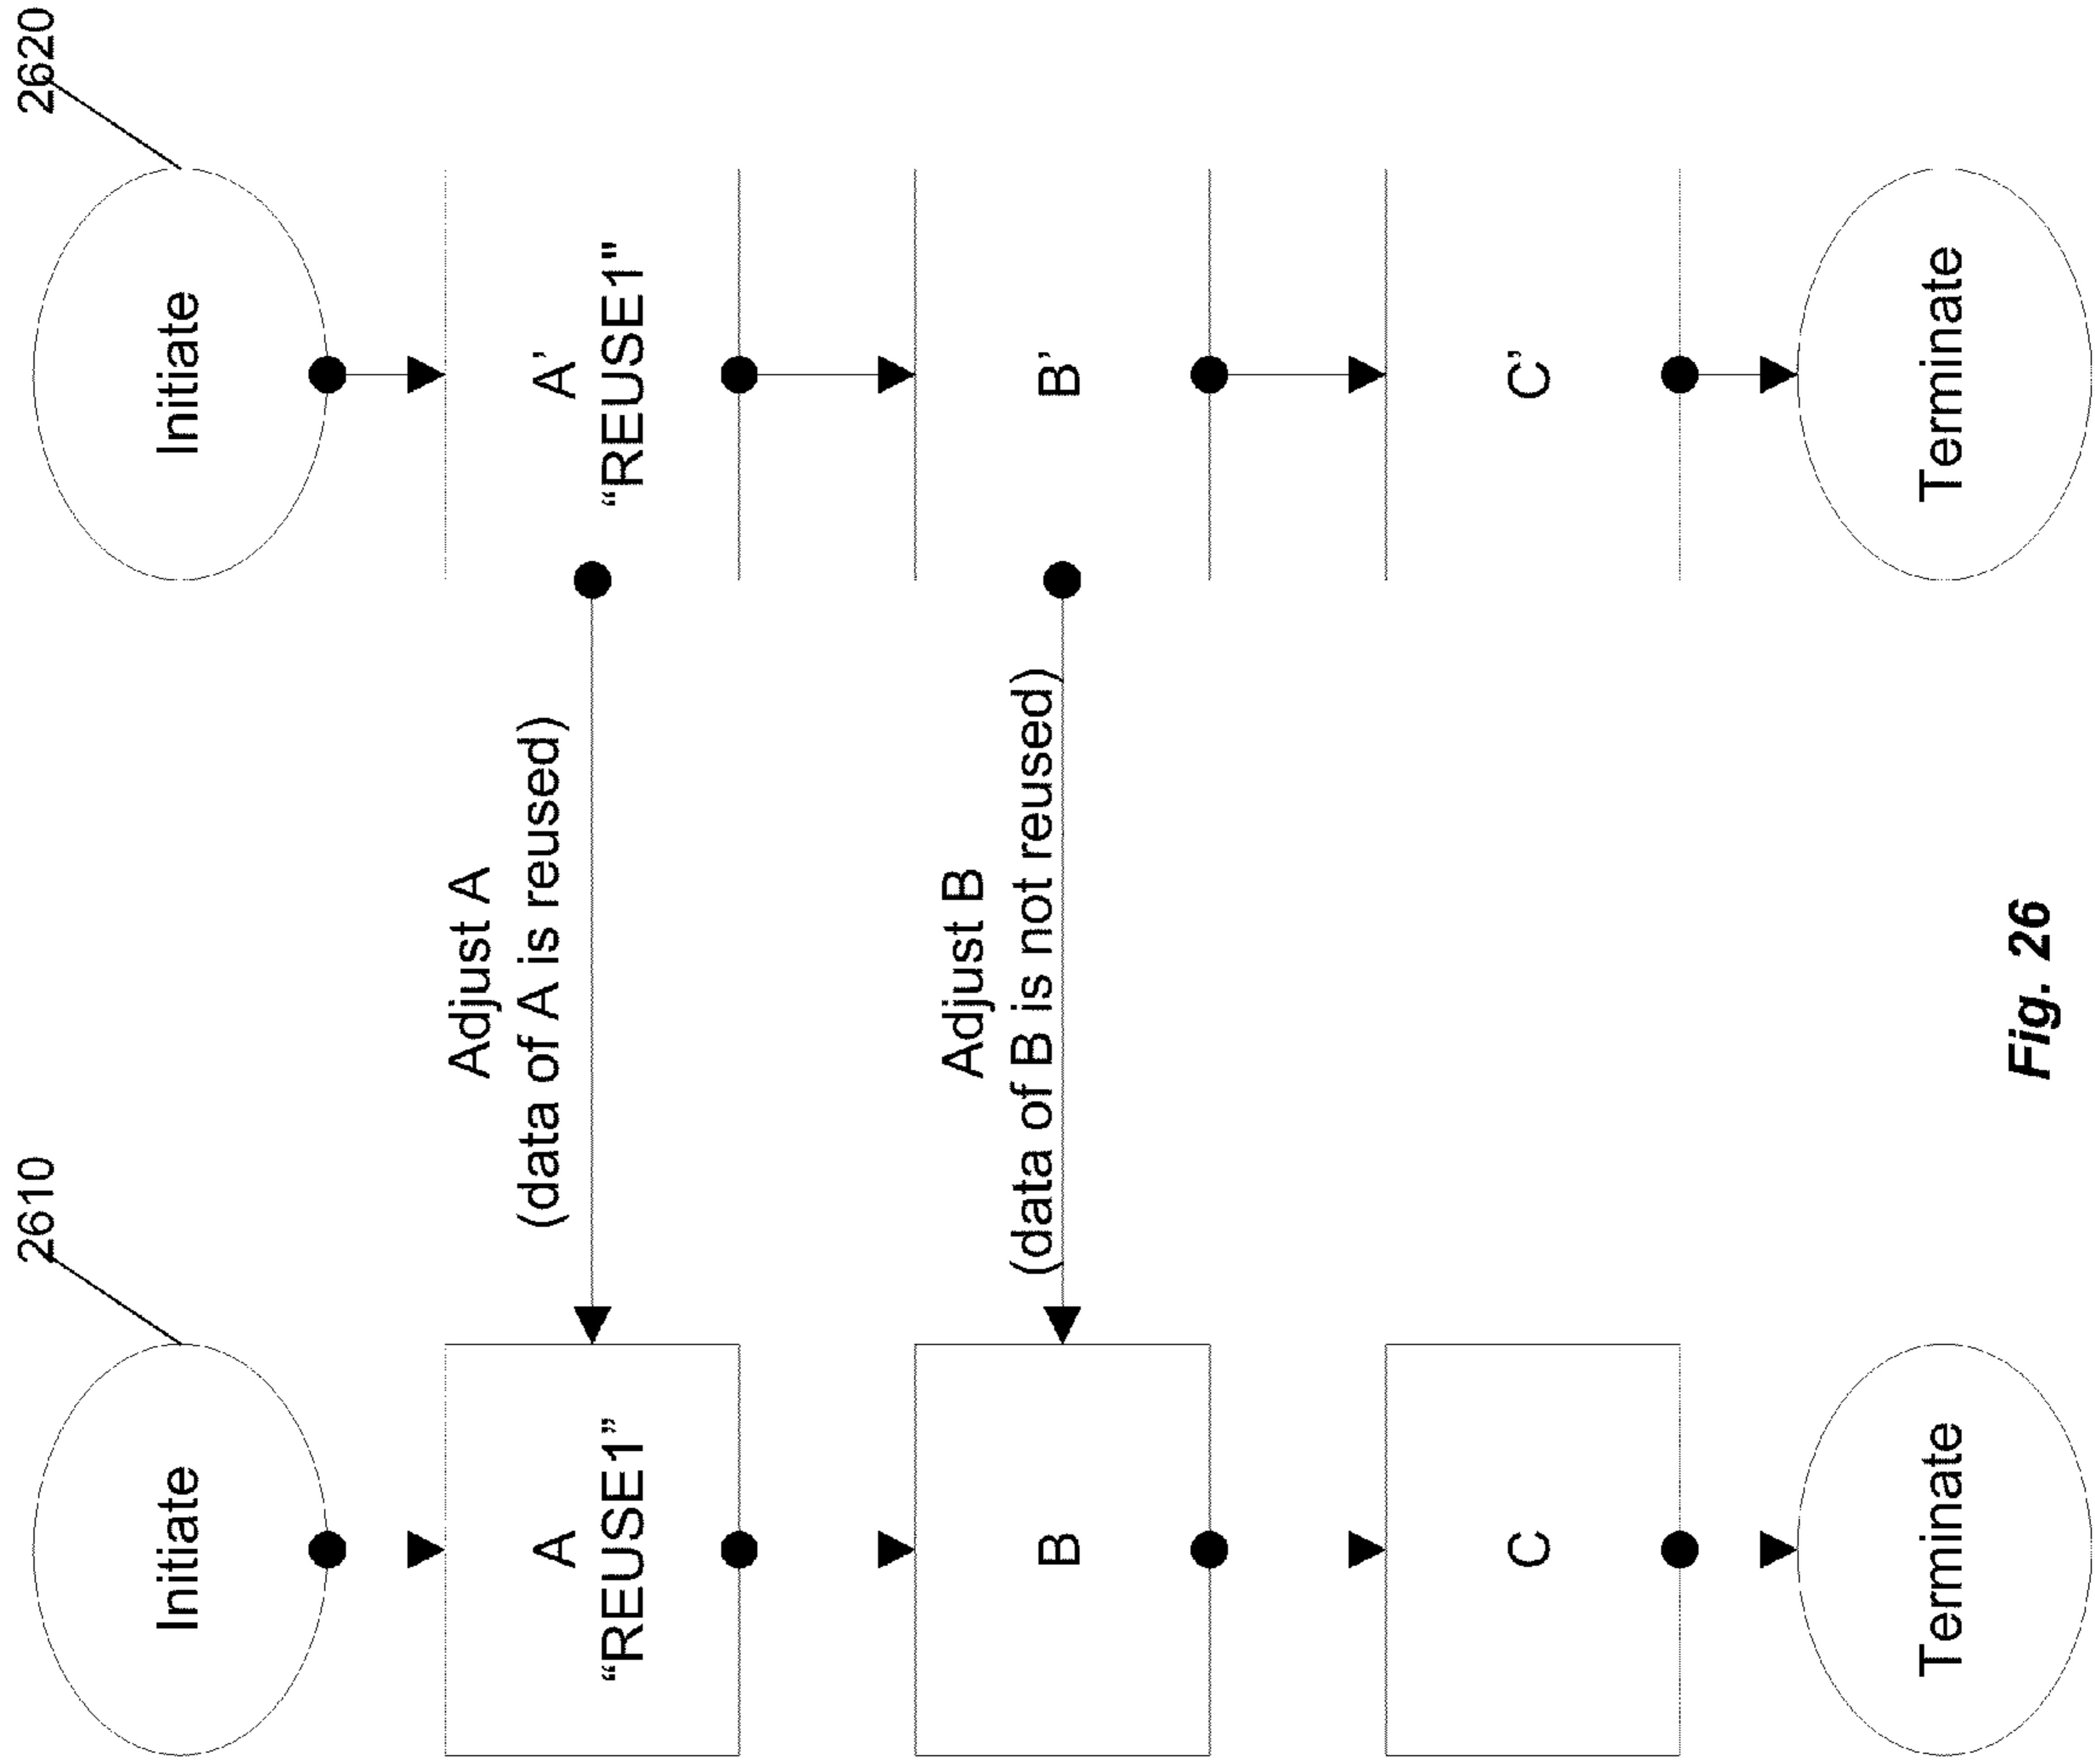 2610
Initiate
A
“REUSE1”
B
C
Terminate
Adjust A
(data of A is reused)
Adjust B
(data of B is not reused)
2620
Initiate
A’
“REUSE1"
B’
C’
Terminate
Fig. 26